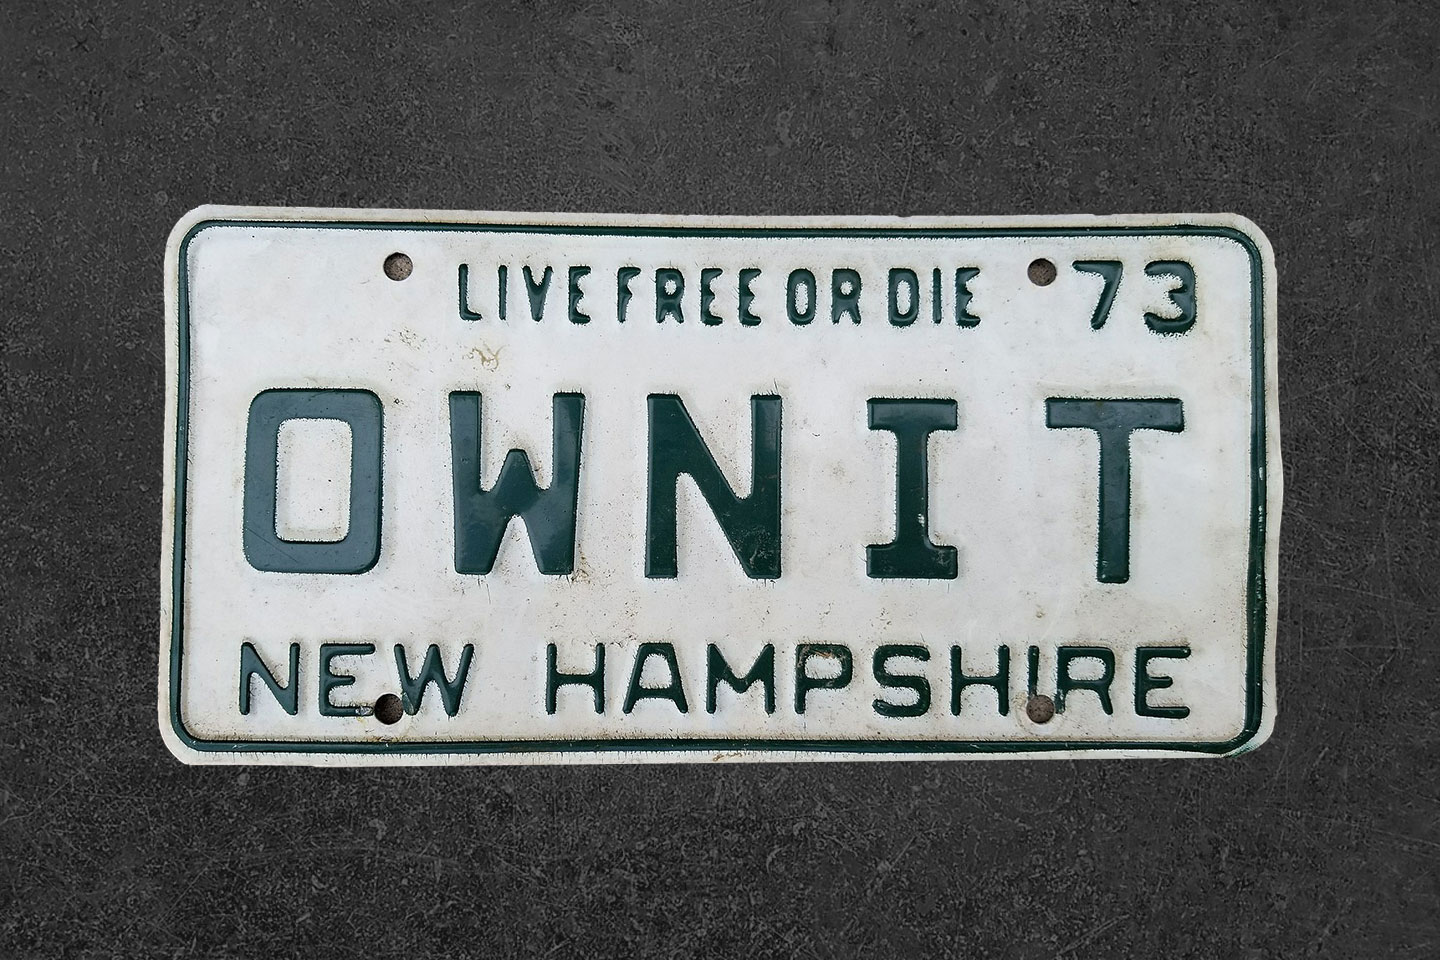 LIVE FREE OR DIE 73
OWNIT
NEW HAMPSHIRE